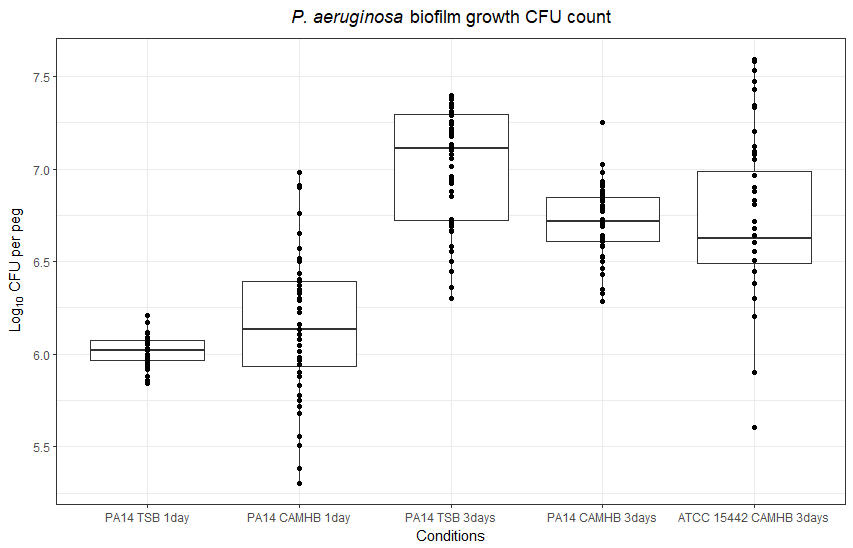 P. aeruginosa biofilm growth CFU count
Log₁₀ CFU per peg
7.5
7.0
6.5
6.0
5.5
PA14 TSB 1day
PA14 CAMHB 1day
PA14 TSB 3days
PA14 CAMHB 3days
ATCC 15442 CAMHB 3days
Conditions